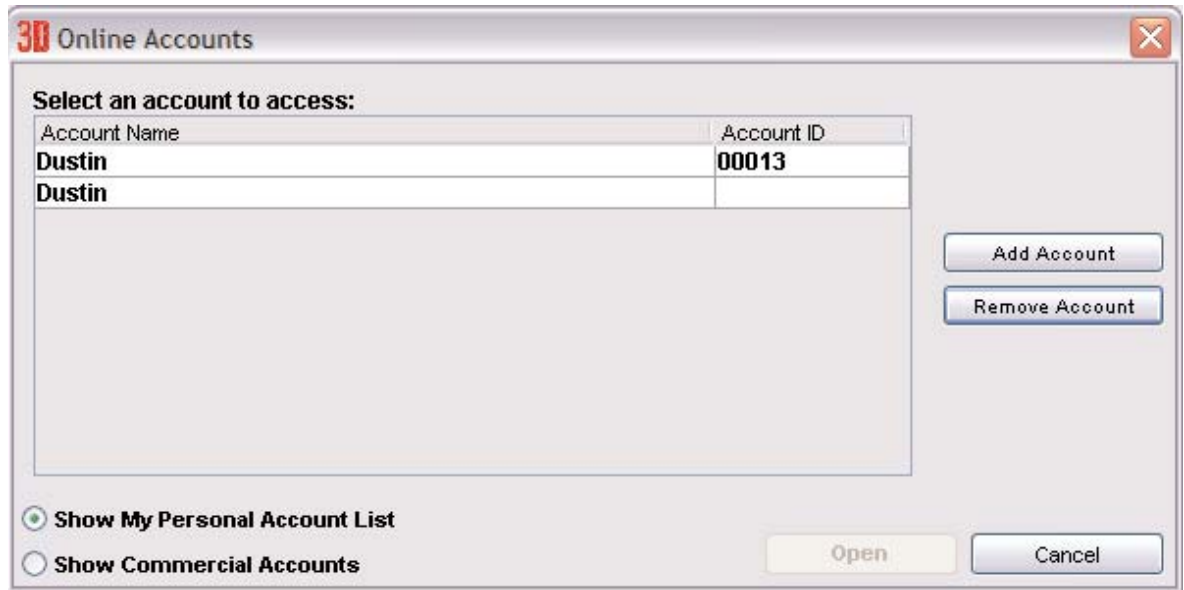 3D Online Accounts
Select an account to access:
Account Name Account ID
Dustin 00013
Dustin
Add Account
Remove Account
Show My Personal Account List
Show Commercial Accounts
Open Cancel